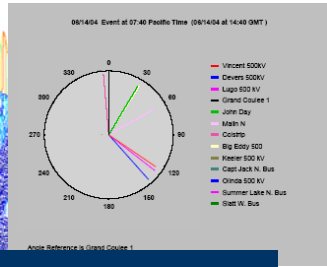 06/14/04 Event at 07:40 Pacific Time (06/14/04 at 14:40 GMT )
0
330
30
300
60
270
90
240
120
210
150
180
Vincent 500kV
Devers 500kV
Lugo 500 kV
Grand Coulee 1
John Day
Malin N
Colstrip
Big Eddy 500
Keeler 500 kV
Capt Jack N. Bus
Olinda 500 kV
Summer Lake N. Bus
Slatt W. Bus
Angle Reference is Grand Coulee 1